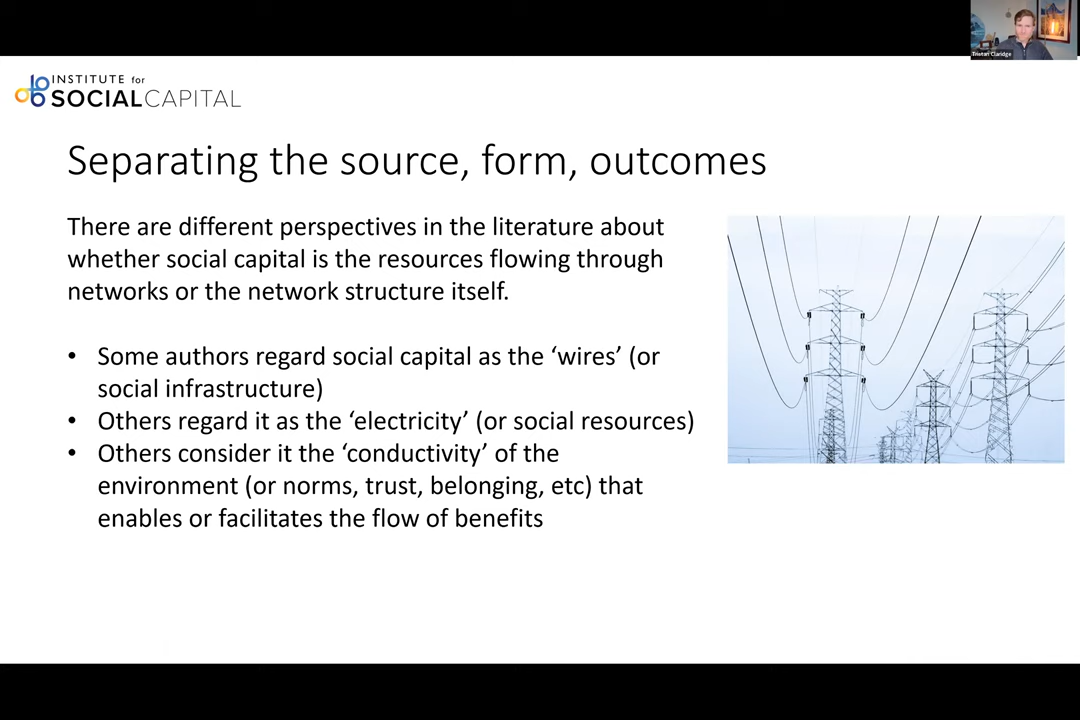 Tristan Claridge
INSTITUTE for
SOCIALCAPITAL
Separating the source, form, outcomes
There are different perspectives in the literature about
whether social capital is the resources flowing through
networks or the network structure itself.
• Some authors regard social capital as the ‘wires’ (or
social infrastructure)
• Others regard it as the ‘electricity’ (or social resources)
• Others consider it the ‘conductivity’ of the
environment (or norms, trust, belonging, etc) that
enables or facilitates the flow of benefits